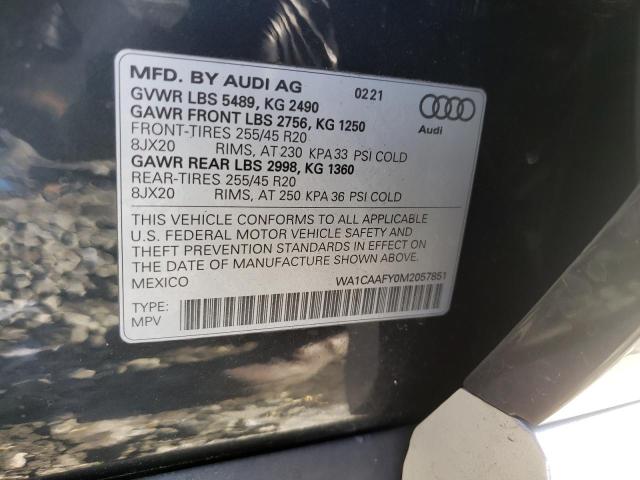 MFD. BY AUDI AG 0221
GVWR LBS 5489, KG 2490
GAWR FRONT LBS 2756, KG 1250
Audi
FRONT-TIRES 255/45 R20
8JX20 RIMS, AT 230 KPA 33 PSI COLD
GAWR REAR LBS 2998, KG 1360
REAR-TIRES 255/45 R20
8JX20 RIMS, AT 250 KPA 36 PSI COLD
THIS VEHICLE CONFORMS TO ALL APPLICABLE
U.S. FEDERAL MOTOR VEHICLE SAFETY AND
THEFT PREVENTION STANDARDS IN EFFECT ON
THE DATE OF MANUFACTURE SHOWN ABOVE.
MEXICO WA1CAAFY0M2057851
TYPE:
MPV